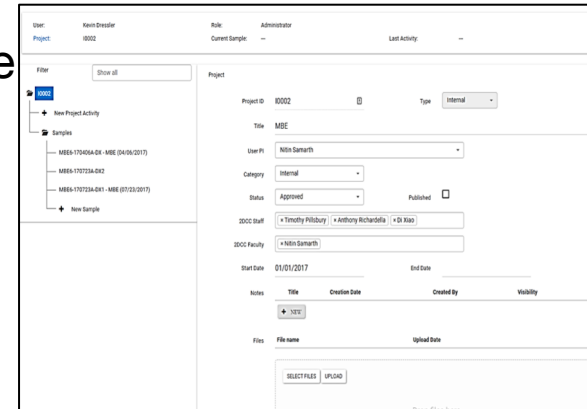 User: Kevin Dressler Role: Administrator
Project: I0002 Current Sample: — Last Activity: —
e
Filter Show all
I0002
+ New Project Activity
Samples
MBE6-170406A-DX - MBE (04/06/2017)
MBE6-170723A-DX2
MBE6-170723A-DX1 - MBE (07/23/2017)
+ New Sample
Project
Project ID I0002 Type Internal
Title MBE
User PI Nitin Samarth
Category Internal
Status Approved Published
2DCC Staff × Timothy Pillsbury × Anthony Richardella × Di Xiao
2DCC Faculty × Nitin Samarth
Start Date 01/01/2017 End Date
Notes Title Creation Date Created By Visibility
+ NEW
Files File name Upload Date
SELECT FILES UPLOAD